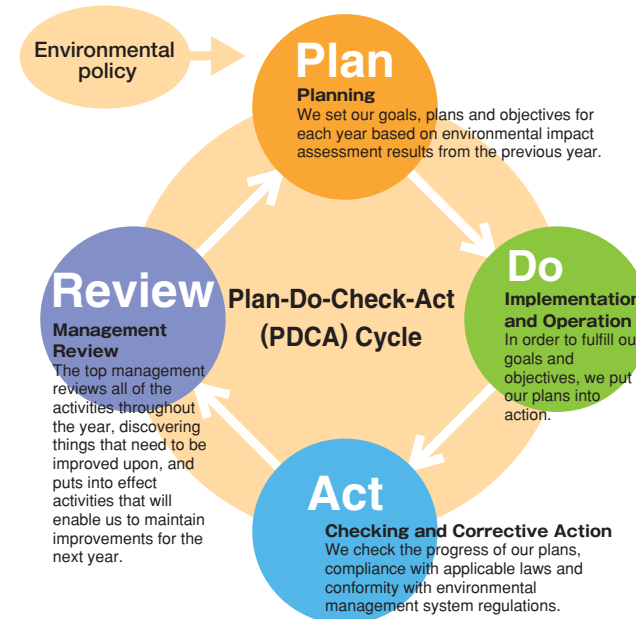 Environmental
policy
Plan
Planning
We set our goals, plans and objectives for
each year based on environmental impact
assessment results from the previous year.
Do
Implementation
and Operation
In order to fulfill ou
goals and
objectives, we put
our plans into
action.
Plan-Do-Check-Act
(PDCA) Cycle
Review
Management
Review
The top management
reviews all of the
activities throughout
the year, discovering
things that need to be
improved upon, and
puts into effect
activities that will
enable us to maintain
improvements for the
next year.
Act
Checking and Corrective Action
We check the progress of our plans,
compliance with applicable laws and
conformity with environmental
management system regulations.